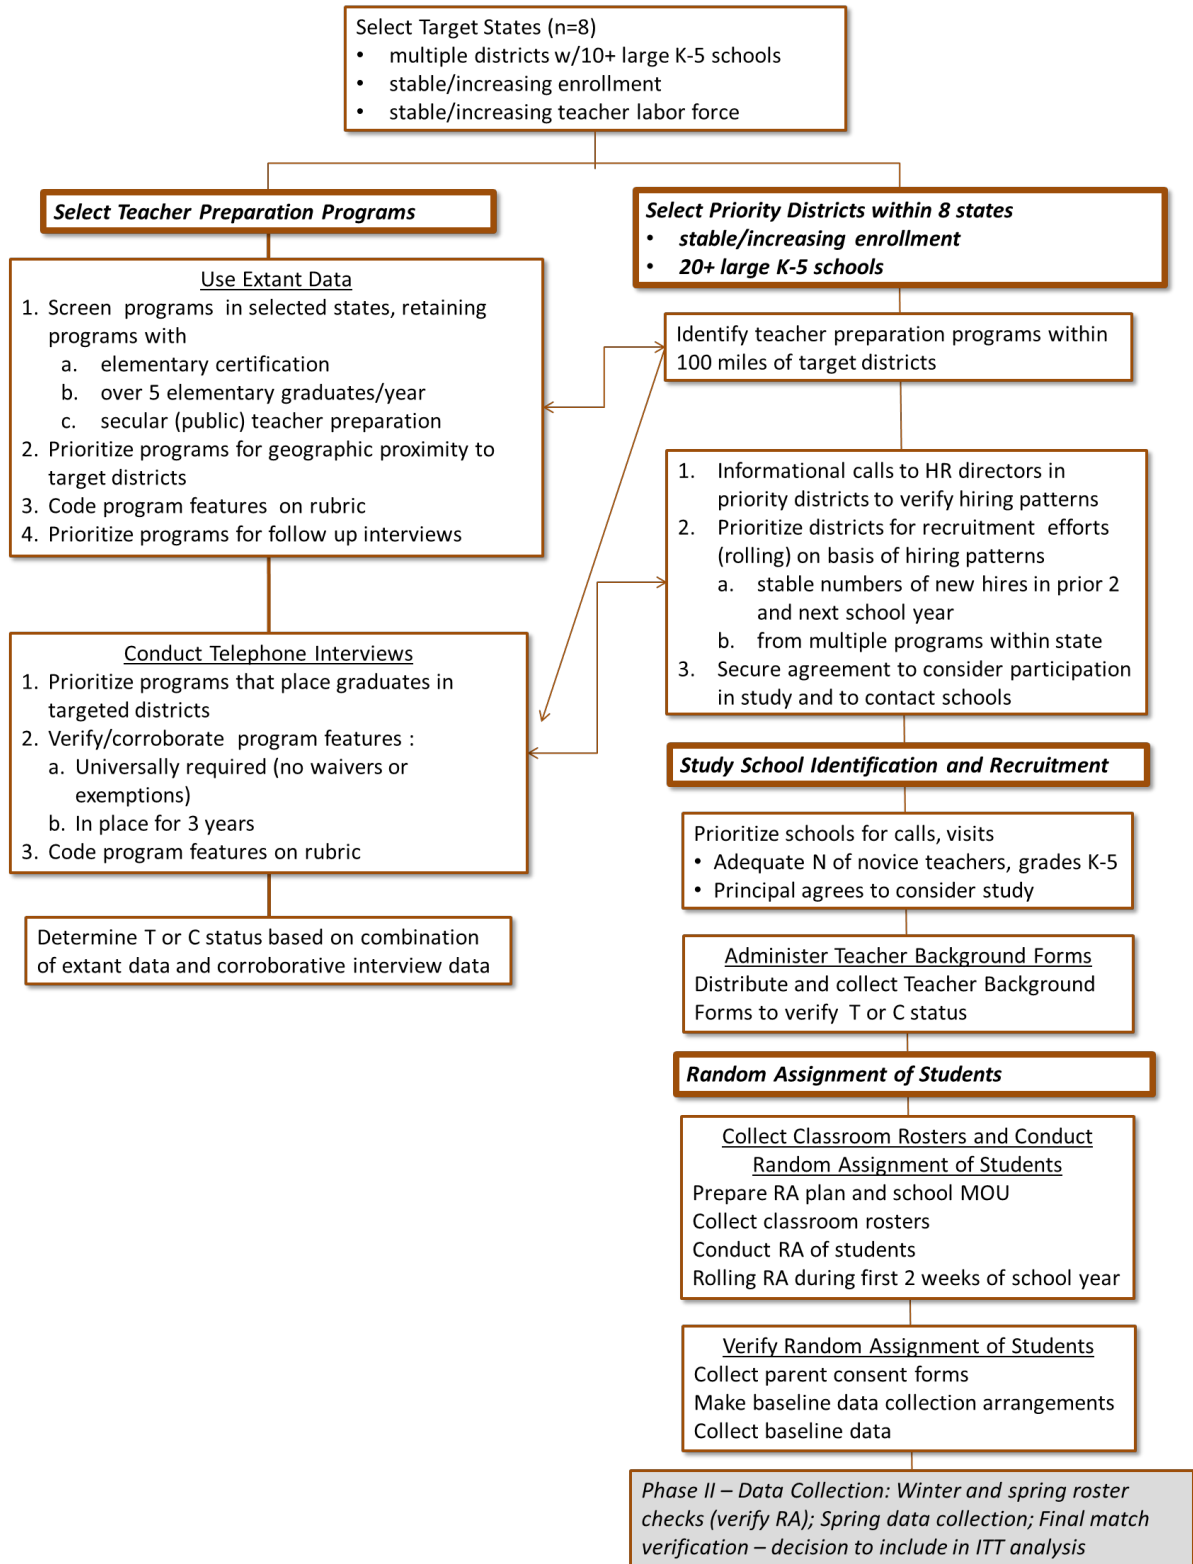 Select Target States (n=8)
• multiple districts w/10+ large K-5 schools
• stable/increasing enrollment
• stable/increasing teacher labor force
Select Teacher Preparation Programs
Use Extant Data
1. Screen programs in selected states, retaining
programs with
a. elementary certification
b. over 5 elementary graduates/year
c. secular (public) teacher preparation
2. Prioritize programs for geographic proximity to
target districts
3. Code program features on rubric
4. Prioritize programs for follow up interviews
Conduct Telephone Interviews
1. Prioritize programs that place graduates in
targeted districts
2. Verify/corroborate program features :
a. Universally required (no waivers or
exemptions)
b. In place for 3 years
3. Code program features on rubric
Determine T or C status based on combination
of extant data and corroborative interview data
Select Priority Districts within 8 states
• stable/increasing enrollment
• 20+ large K-5 schools
Identify teacher preparation programs within
100 miles of target districts
1. Informational calls to HR directors in
priority districts to verify hiring patterns
2. Prioritize districts for recruitment efforts
(rolling) on basis of hiring patterns
a. stable numbers of new hires in prior 2
and next school year
b. from multiple programs within state
3. Secure agreement to consider participation
in study and to contact schools
Study School Identification and Recruitment
Prioritize schools for calls, visits
• Adequate N of novice teachers, grades K-5
• Principal agrees to consider study
Administer Teacher Background Forms
Distribute and collect Teacher Background
Forms to verify T or C status
Random Assignment of Students
Collect Classroom Rosters and Conduct
Random Assignment of Students
Prepare RA plan and school MOU
Collect classroom rosters
Conduct RA of students
Rolling RA during first 2 weeks of school year
Verify Random Assignment of Students
Collect parent consent forms
Make baseline data collection arrangements
Collect baseline data
Phase II – Data Collection: Winter and spring roster
checks (verify RA); Spring data collection; Final match
verification – decision to include in ITT analysis